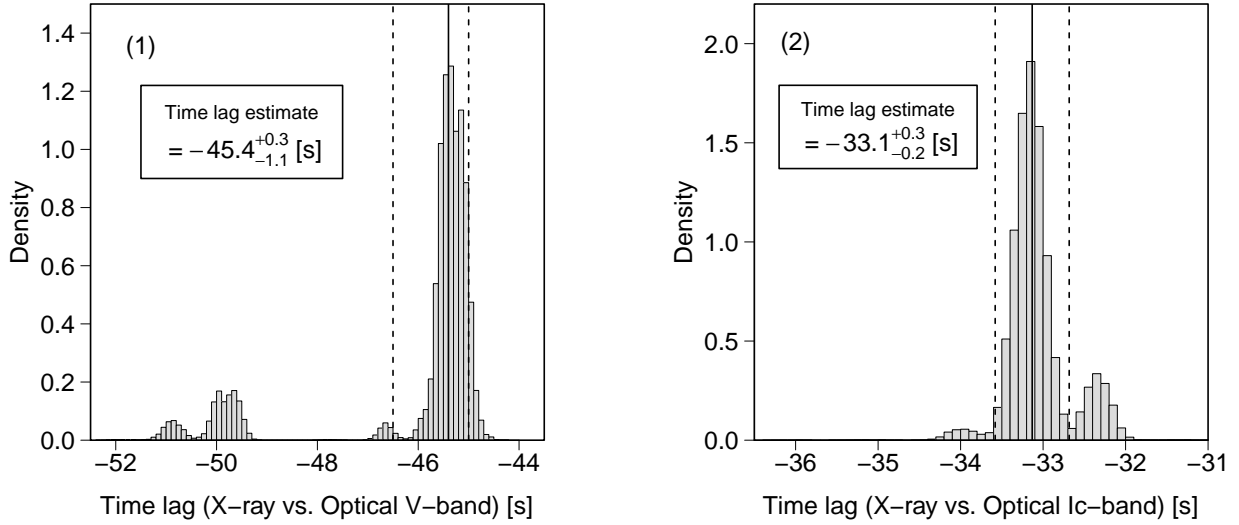 (1)
Time lag estimate
= −45.4 +0.3 −1.1 [s]
Density
0.0 0.2 0.4 0.6 0.8 1.0 1.2 1.4
−52 −50 −48 −46 −44
Time lag (X−ray vs. Optical V−band) [s]
(2)
Time lag estimate
= −33.1 +0.3 −0.2 [s]
Density
0.0 0.5 1.0 1.5 2.0
−36 −35 −34 −33 −32 −31
Time lag (X−ray vs. Optical Ic−band) [s]